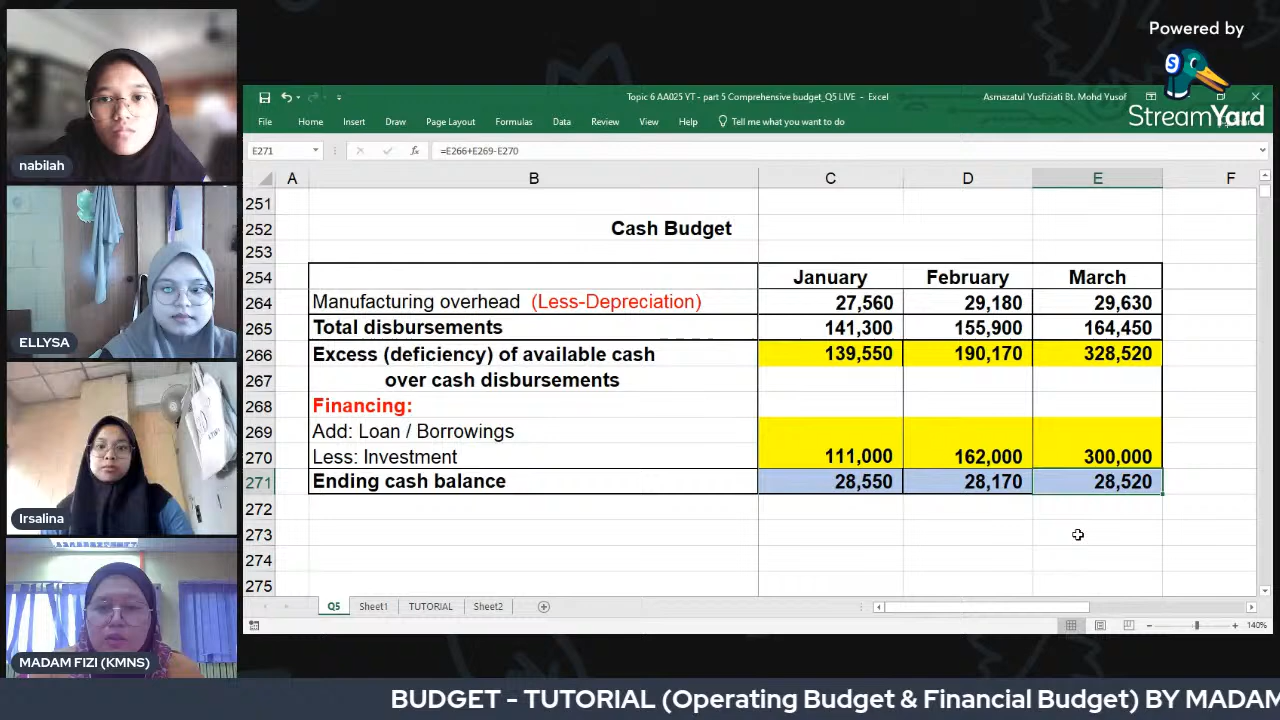 Powered by
StreamYard
nabilah
ELLYSA
Irsalina
MADAM FIZI (KMNS)
Topic 6 AA025 VT - part 5 Comprehensive budget_Q5 LIVE - Excel
Asmazatul Yusfiziati Bt. Mohd Yusof
File Home Insert Draw Page Layout Formulas Data Review View Help Tell me what you want to do
E271 fx =E266+E269-E270
A B C D E F
251
252 Cash Budget
253
254 January February March
264 Manufacturing overhead (Less-Depreciation) 27,560 29,180 29,630
265 Total disbursements 141,300 155,900 164,450
266 Excess (deficiency) of available cash 139,550 190,170 328,520
267 over cash disbursements
268 Financing:
269 Add: Loan / Borrowings
270 Less: Investment 111,000 162,000 300,000
271 Ending cash balance 28,550 28,170 28,520
272
273
274
275
Q5 Sheet1 TUTORIAL Sheet2
140%
BUDGET - TUTORIAL (Operating Budget & Financial Budget) BY MADAM